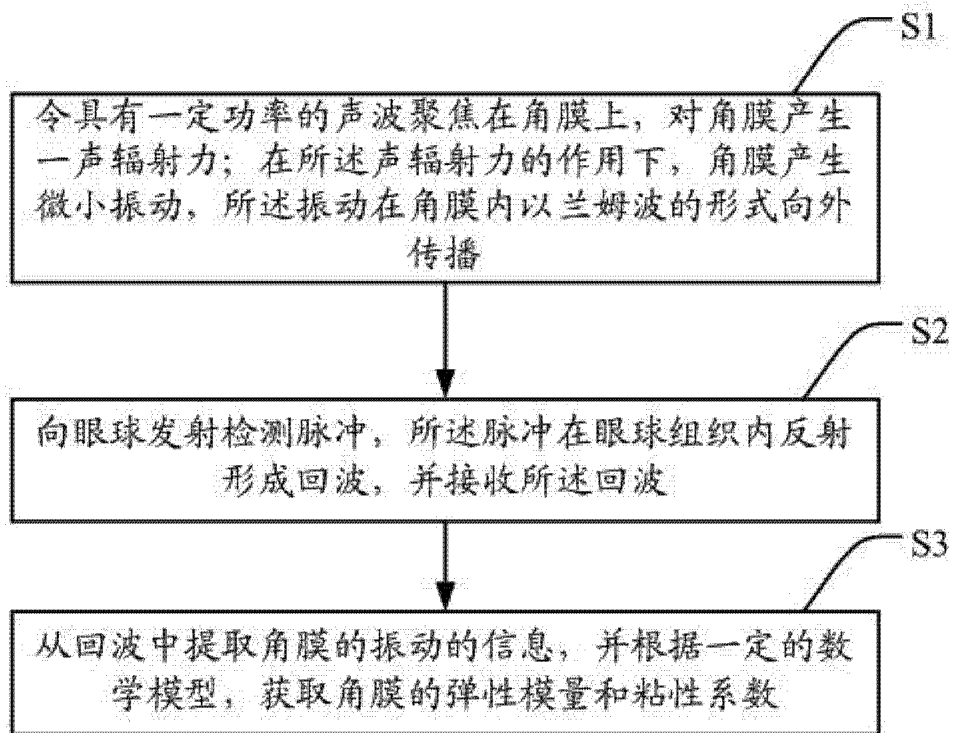 S1
令具有一定功率的声波聚焦在角膜上，对角膜产生
一声辐射力；在所述声辐射力的作用下，角膜产生
微小振动，所述振动在角膜内以兰姆波的形式向外
传播
S2
向眼球发射检测脉冲，所述脉冲在眼球组织内反射
形成回波，并接收所述回波
S3
从回波中提取角膜的振动的信息，并根据一定的数
学模型，获取角膜的弹性模量和粘性系数